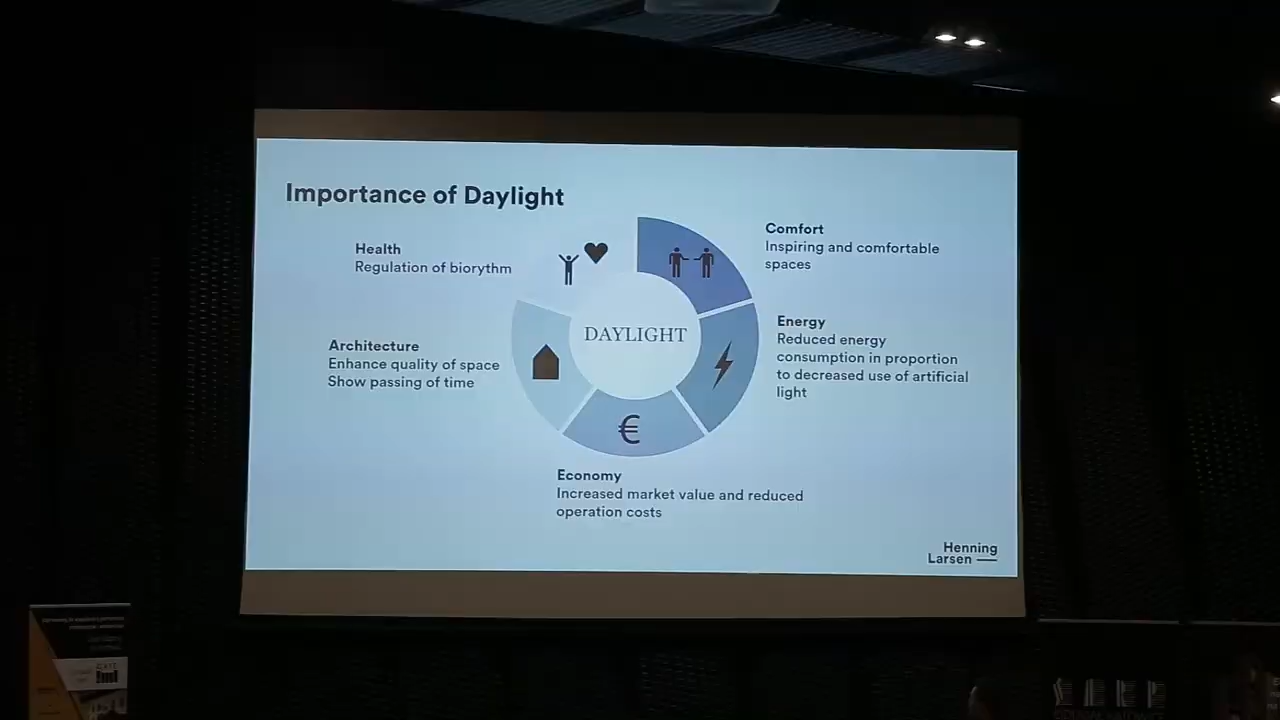 Importance of Daylight
Health
Regulation of biorythm
Comfort
Inspiring and comfortable
spaces
DAYLIGHT
Architecture
Enhance quality of space
Show passing of time
Energy
Reduced energy
consumption in proportion
to decreased use of artificial
light
€
Economy
Increased market value and reduced
operation costs
Henning
Larsen